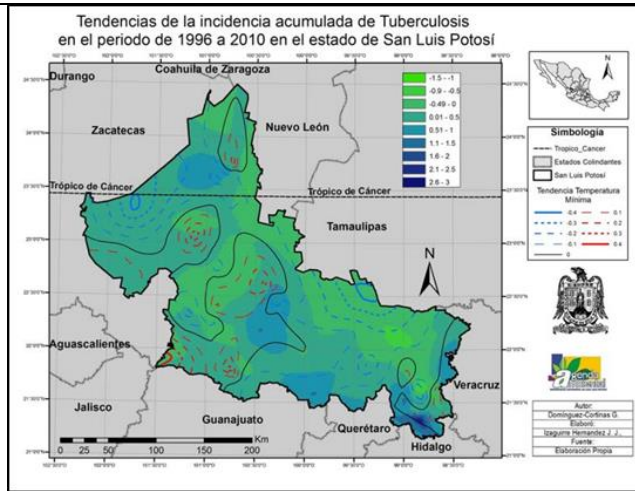 Tendencias de la incidencia acumulada de Tuberculosis
en el periodo de 1996 a 2010 en el estado de San Luis Potosí
Durango
Coahuila de Zaragoza
Zacatecas
Nuevo León
-1.5 - -1
-0.9 - -0.5
-0.49 - 0
0.01 - 0.5
0.51 - 1
1.1 - 1.5
1.6 - 2
2.1 - 2.5
2.6 - 3
N
Simbología
Tropico_Cancer
Estados Colindantes
San Luis Potosí
Tendencia Temperatura
Mínima
-0.4
0.1
-0.3
0.2
-0.2
0.3
-0.1
0.4
0
Trópico de Cáncer
Trópico de Cáncer
Tamaulipas
N
Aguascalientes
Veracruz
Jalisco
Guanajuato
Querétaro
Hidalgo
0 25 50 100 150 200
Km
agenda
ambiental
Autor:
Domínguez-Cortinas G.
Elaboró:
Izaguirre Hernandez J. J.,
Fuente:
Elaboración Propia